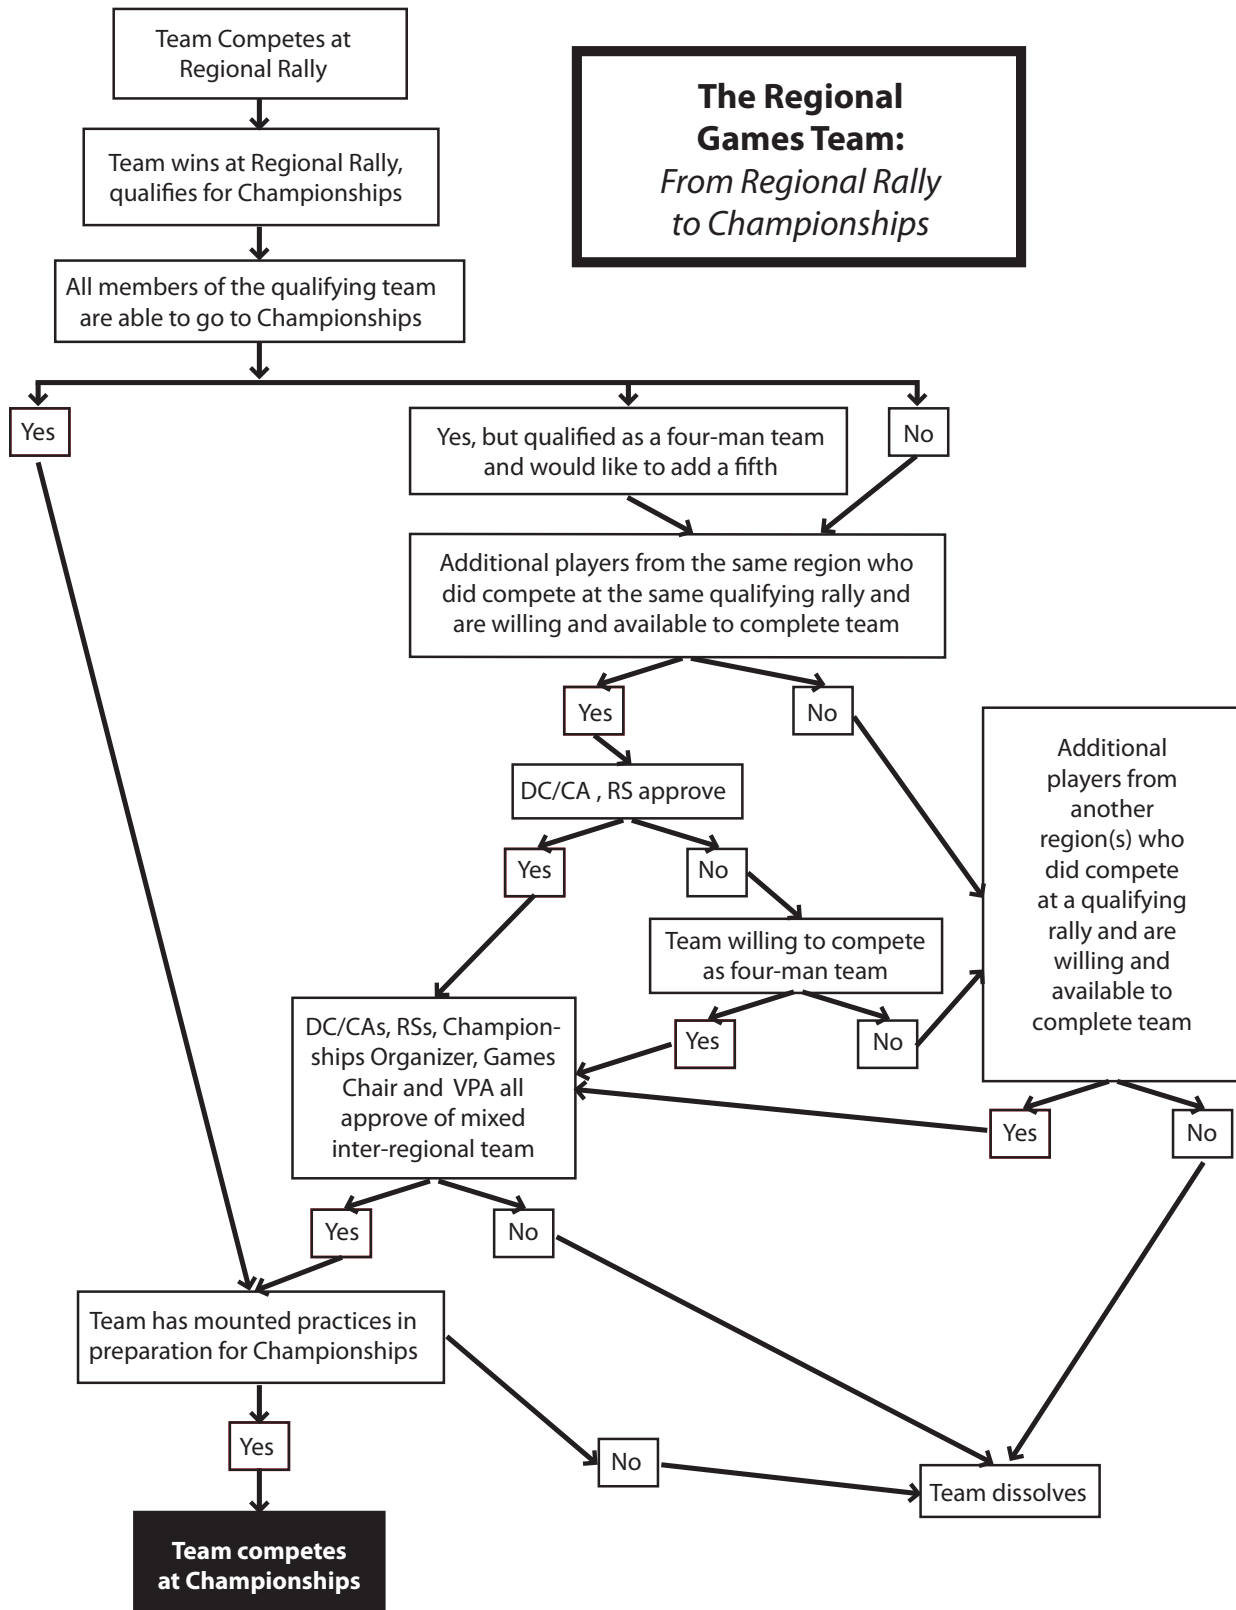 Team Competes at
Regional Rally
The Regional
Games Team:
From Regional Rally
to Championships
Team wins at Regional Rally,
qualifies for Championships
All members of the qualifying team
are able to go to Championships
Yes
Yes, but qualified as a four-man team
and would like to add a fifth
No
Additional players from the same region who
did compete at the same qualifying rally and
are willing and available to complete team
Yes
No
Additional
players from
another
region(s) who
did compete
at a qualifying
rally and are
willing and
available to
complete team
DC/CA , RS approve
Yes
No
Team willing to compete
as four-man team
Yes
No
DC/CAs, RSs, Champion-
ships Organizer, Games
Chair and VPA all
approve of mixed
inter-regional team
Yes
No
Yes
No
Team has mounted practices in
preparation for Championships
Yes
No
Team dissolves
Team competes
at Championships